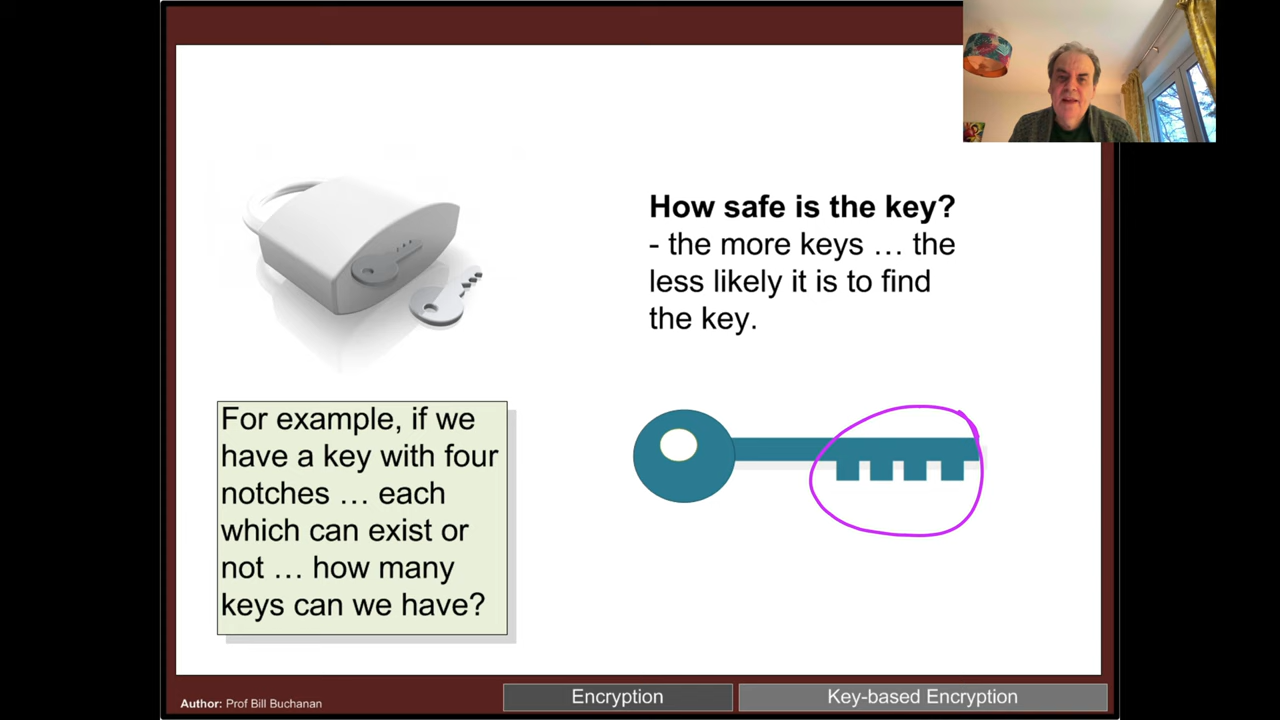 How safe is the key?
- the more keys … the
less likely it is to find
the key.
For example, if we
have a key with four
notches … each
which can exist or
not … how many
keys can we have?
Author: Prof Bill Buchanan
Encryption
Key-based Encryption